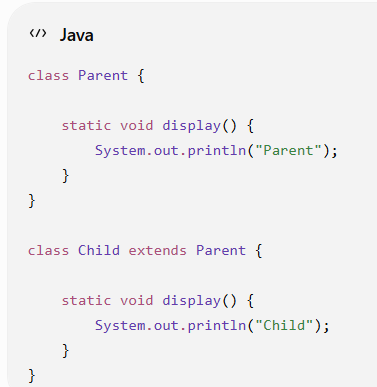 </> Java
class Parent {
    static void display() {
        System.out.println("Parent");
    }
}
class Child extends Parent {
    static void display() {
        System.out.println("Child");
    }
}